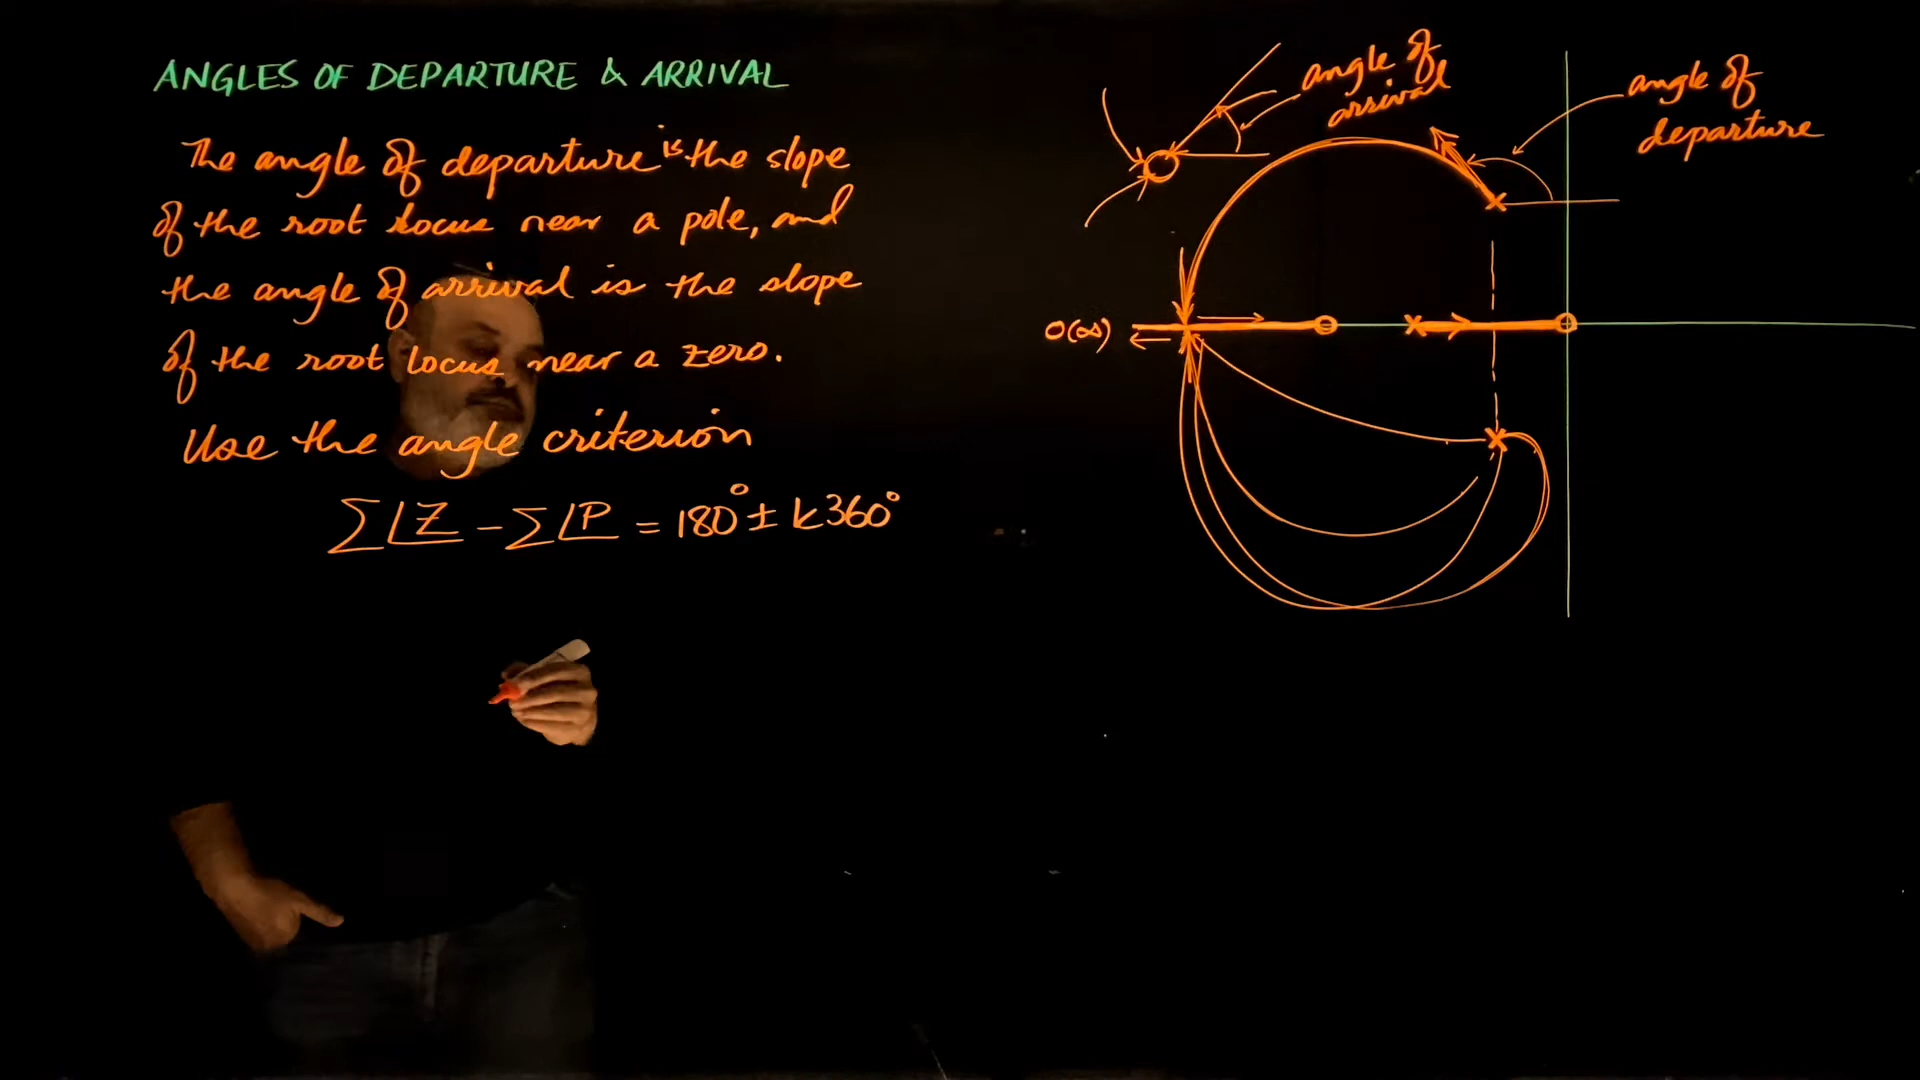 ANGLES OF DEPARTURE & ARRIVAL
The angle of departure is the slope
of the root locus near a pole, and
the angle of arrival is the slope
of the root locus near a zero.
Use the angle criterion
∑∠Z - ∑∠P = 180° ± k360°
angle of
arrival
angle of
departure
O(∞)